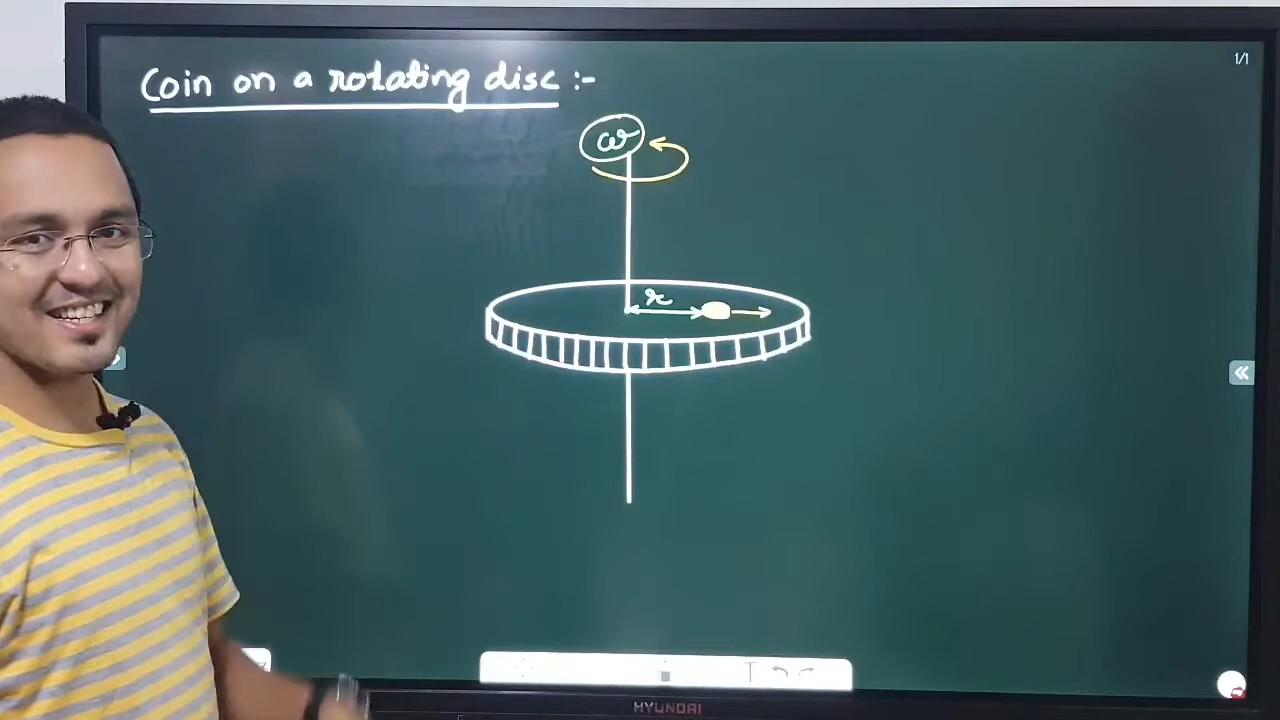 Coin on a rotating disc :-
1/1
ω
r
T
HYUNDAI